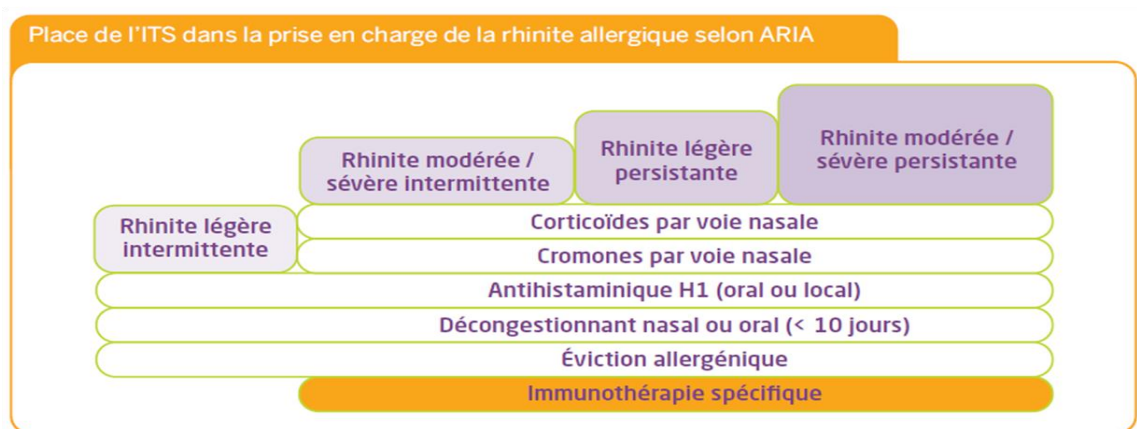 Place de l'ITS dans la prise en charge de la rhinite allergique selon ARIA
Rhinite légère
intermittente
Rhinite modérée /
sévère intermittente
Rhinite légère
persistante
Rhinite modérée /
sévère persistante
Corticoïdes par voie nasale
Cromones par voie nasale
Antihistaminique H1 (oral ou local)
Décongestionnant nasal ou oral (< 10 jours)
Éviction allergénique
Immunothérapie spécifique